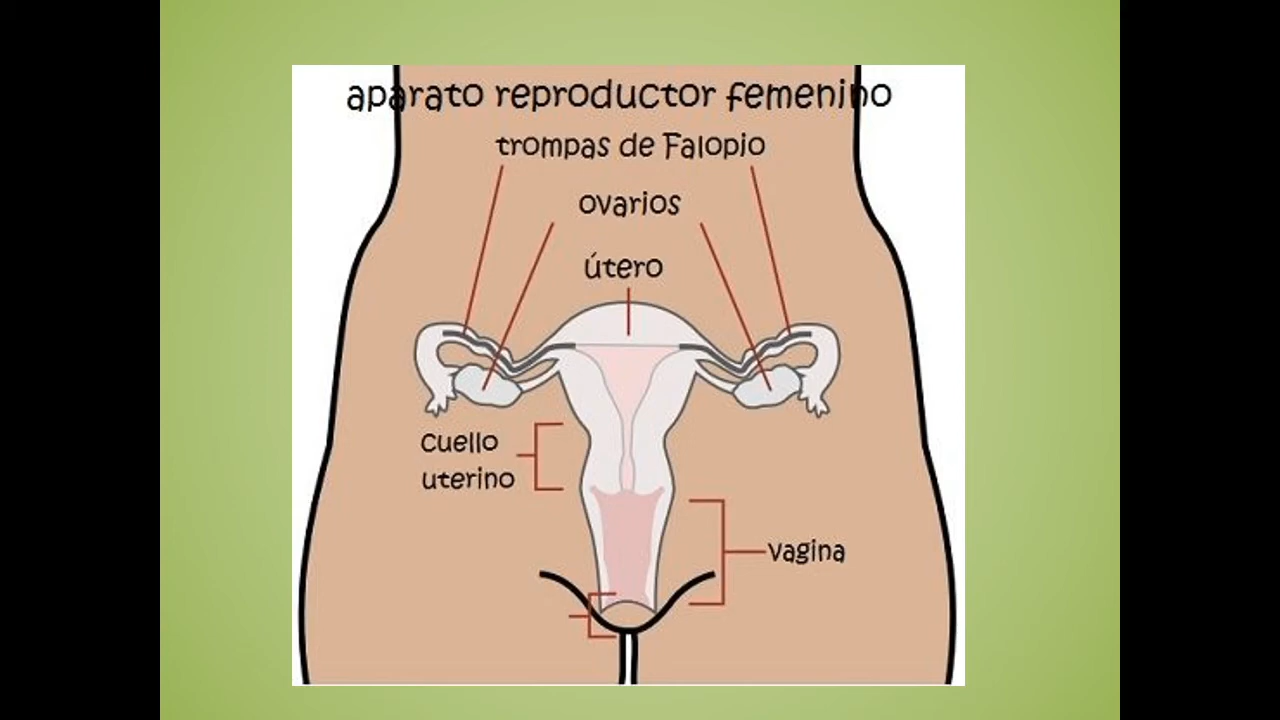 aparato reproductor femenino
trompas de Falopio
ovarios
útero
cuello
uterino
vagina